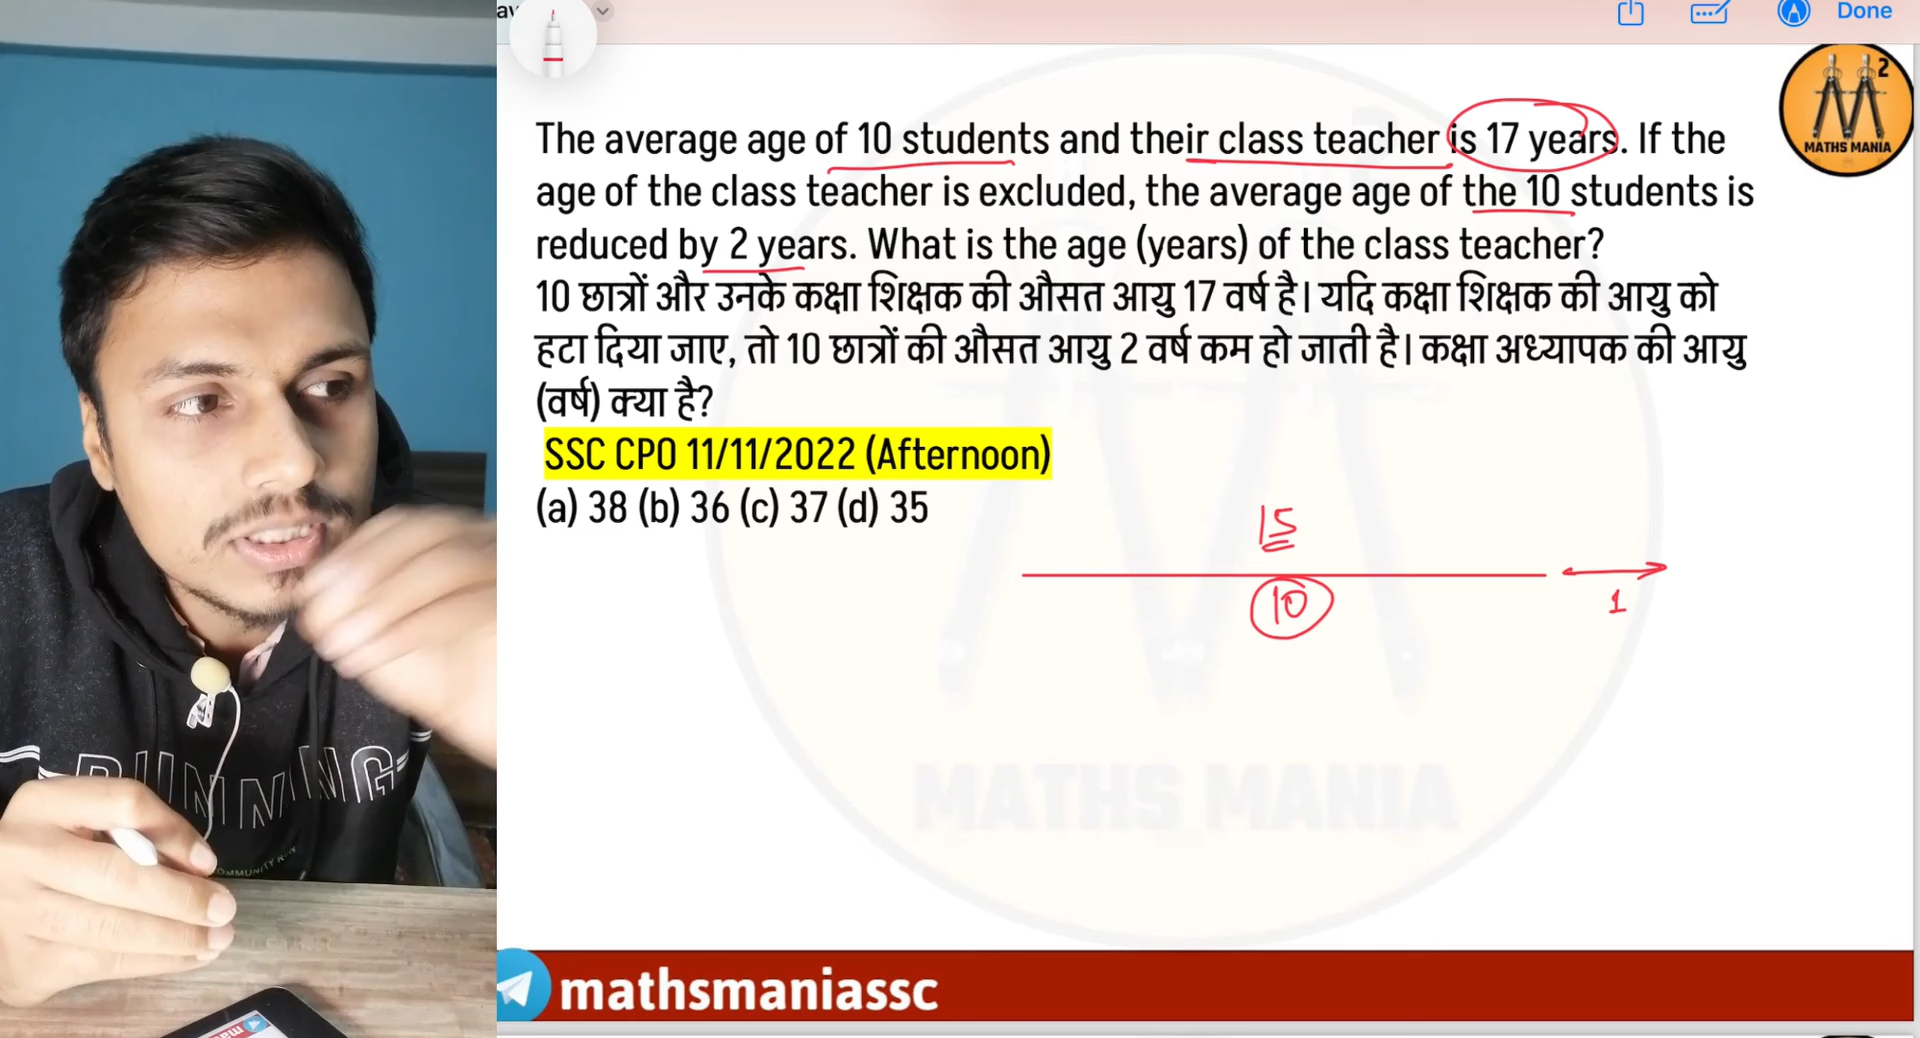 Done
2
MATHS MANIA
The average age of 10 students and their class teacher is 17 years. If the
age of the class teacher is excluded, the average age of the 10 students is
reduced by 2 years. What is the age (years) of the class teacher?
10 छात्रों और उनके कक्षा शिक्षक की औसत आयु 17 वर्ष है। यदि कक्षा शिक्षक की आयु को
हटा दिया जाए, तो 10 छात्रों की औसत आयु 2 वर्ष कम हो जाती है। कक्षा अध्यापक की आयु
(वर्ष) क्या है?
SSC CPO 11/11/2022 (Afternoon)
(a) 38 (b) 36 (c) 37 (d) 35
15
10
1
MATHS MANIA
RUNNING
mathsmaniassc